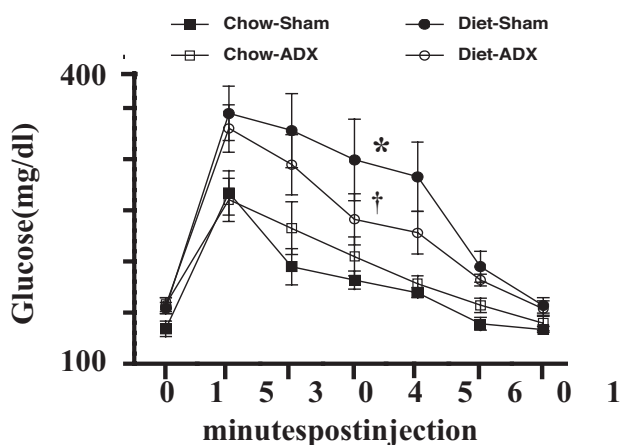 Chow-Sham Diet-Sham
Chow-ADX Diet-ADX
400
Glucose(mg/dl)
*
†
100
0 1 5 3 0 4 5 6 0 1
minutespostinjection